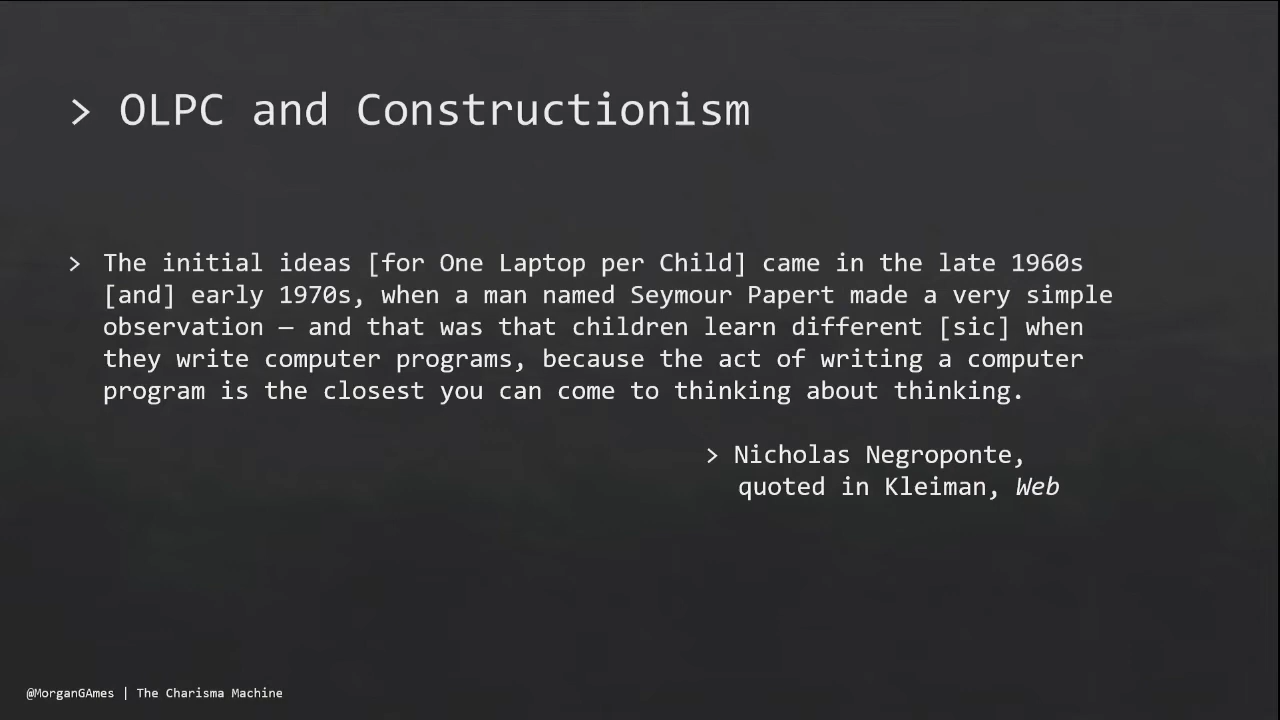 > OLPC and Constructionism
> The initial ideas [for One Laptop per Child] came in the late 1960s
[and] early 1970s, when a man named Seymour Papert made a very simple
observation — and that was that children learn different [sic] when
they write computer programs, because the act of writing a computer
program is the closest you can come to thinking about thinking.
> Nicholas Negroponte,
quoted in Kleiman, Web
@MorganGAmes | The Charisma Machine